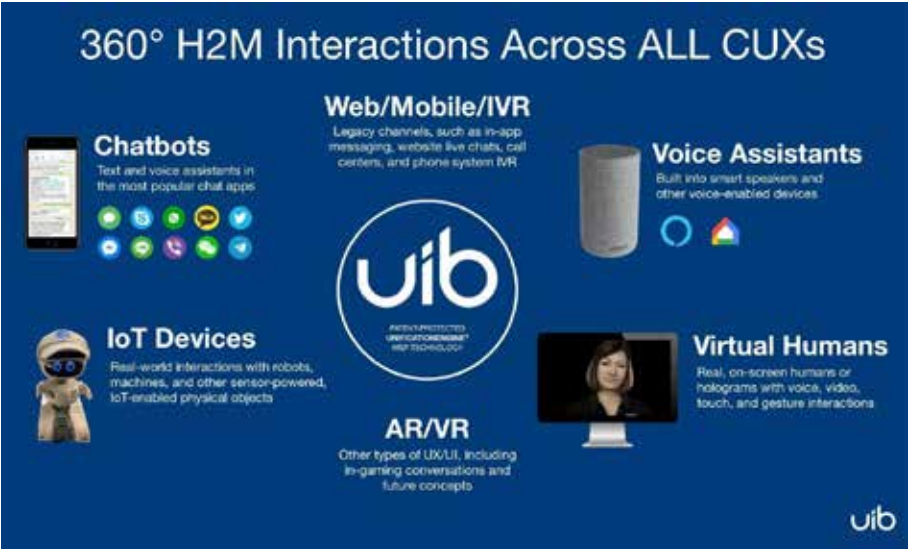 360° H2M Interactions Across ALL CUXs
Web/Mobile/IVR
Legacy channels, such as in-app
messaging, website live chats, call
centers, and phone system IVR
Chatbots
Text and voice assistants in
the most popular chat apps
Voice Assistants
Built into smart speakers and
other voice-enabled devices
uib
PATENT-PROTECTED
UNIFICATIONENGINE®
TECHNOLOGY
IoT Devices
Real-world interactions with robots,
machines, and other sensor-powered,
IoT-enabled physical objects
Virtual Humans
Real, on-screen humans or
holograms with voice, video,
touch, and gesture interactions
AR/VR
Other types of UX/UI, including
in-gaming conversations and
future concepts
uib